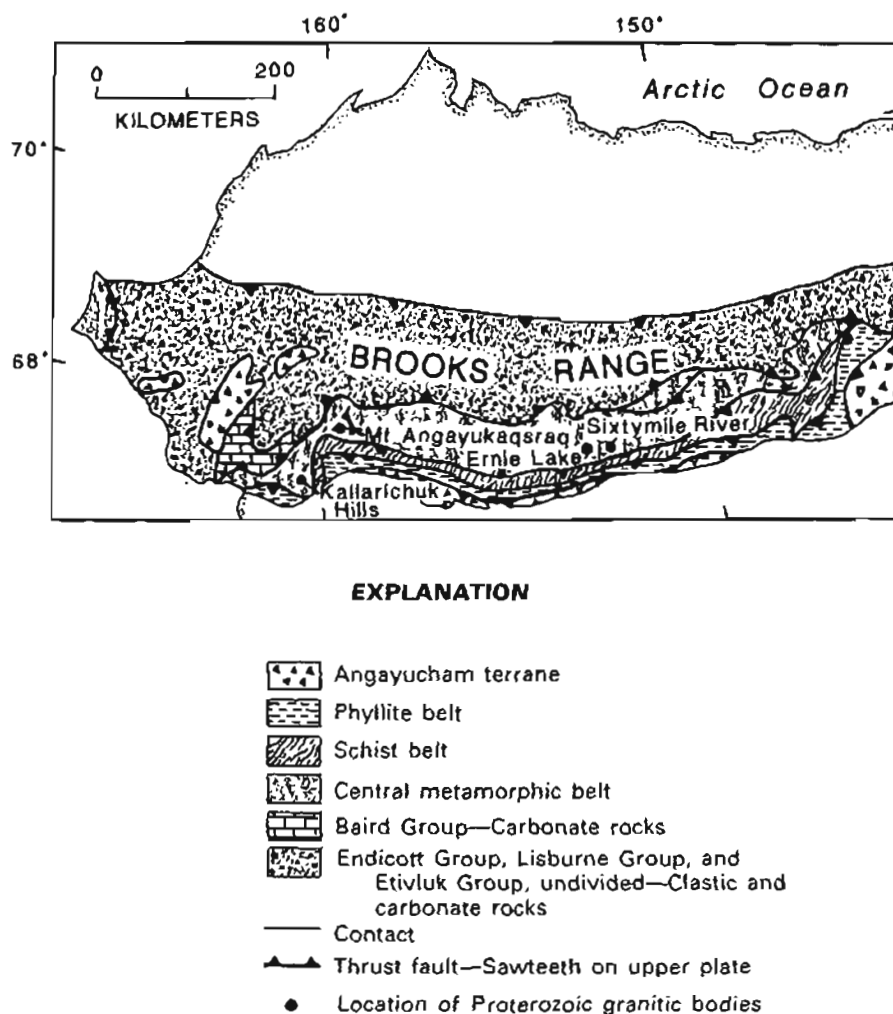 160° 150°
0 200
KILOMETERS
Arctic Ocean
70°
68°
BROOKS RANGE
Mt. Angayukaqsraq
Sixtymile River
Ernie Lake
Kallarichuk
Hills
EXPLANATION
Angayucham terrane
Phyllite belt
Schist belt
Central metamorphic belt
Baird Group—Carbonate rocks
Endicott Group, Lisburne Group, and
Etivluk Group, undivided—Clastic and
carbonate rocks
Contact
Thrust fault—Sawteeth on upper plate
Location of Proterozoic granitic bodies